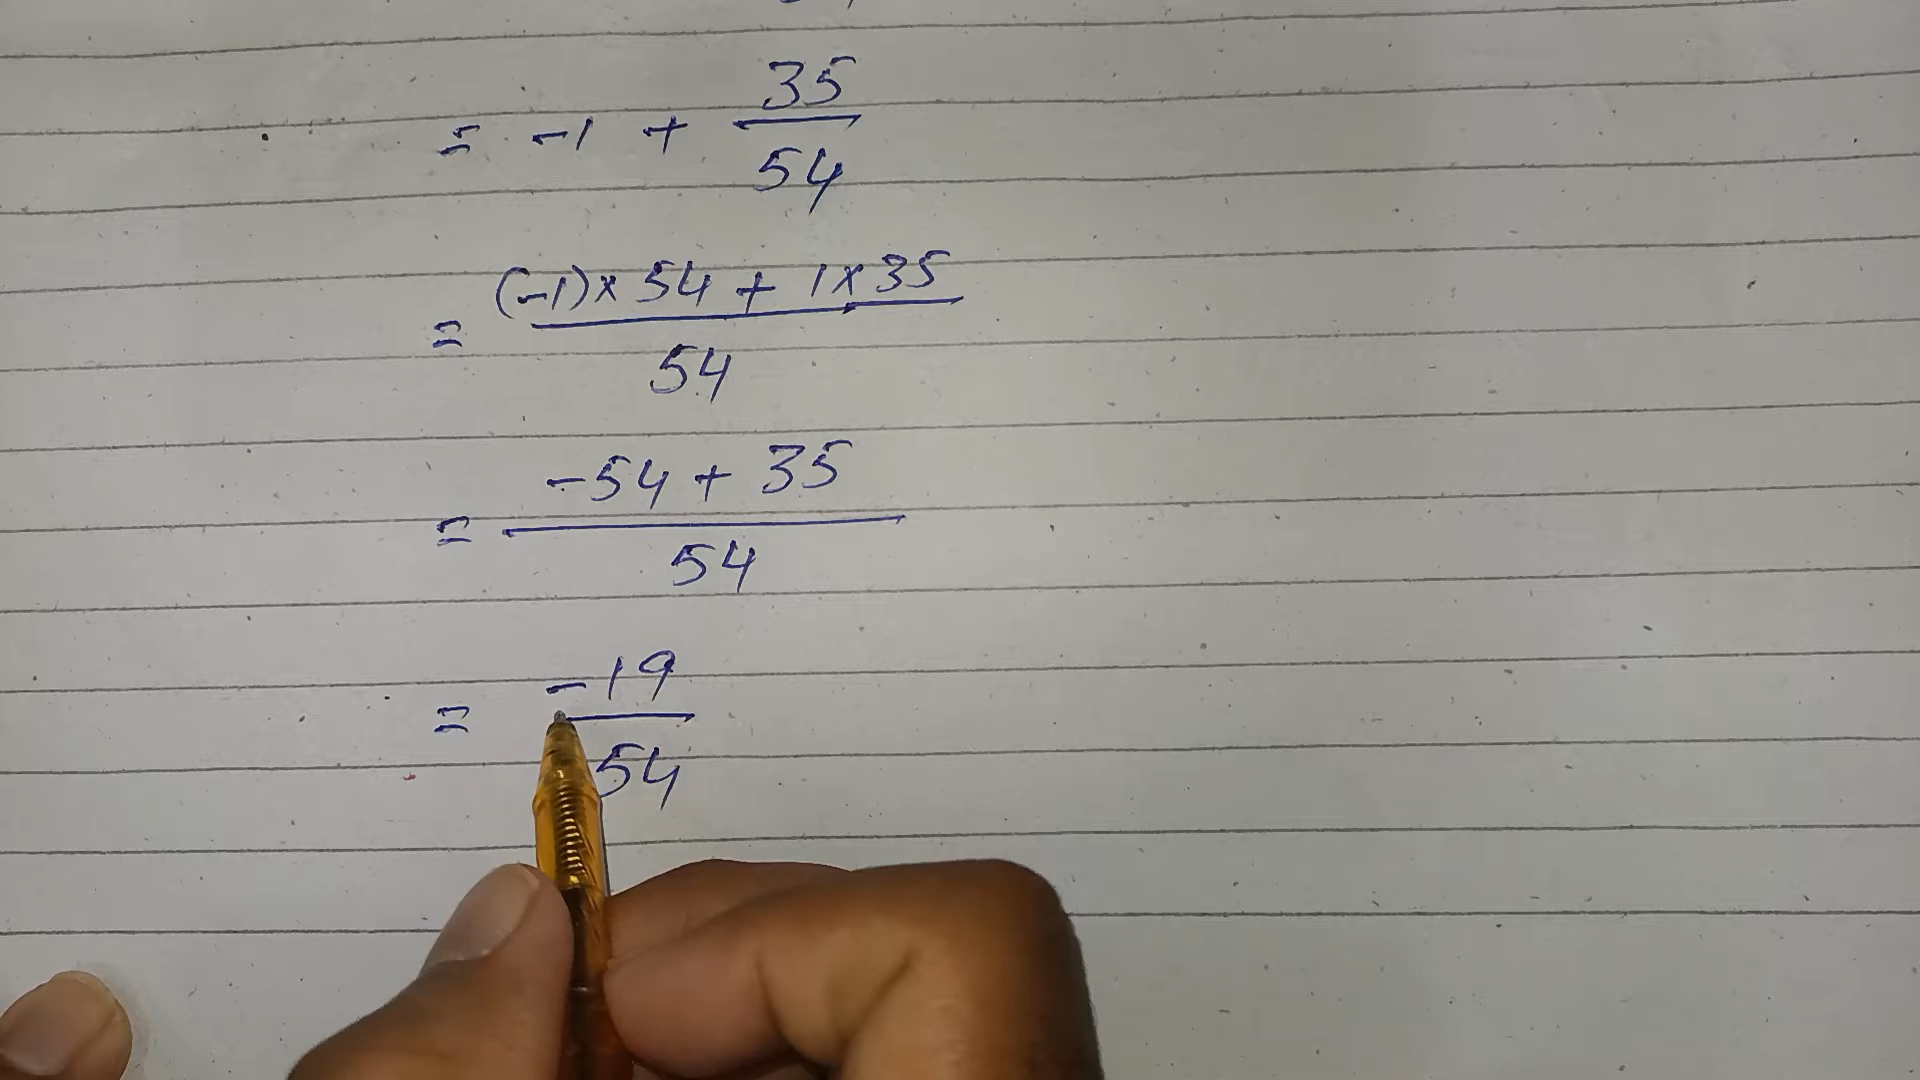 = -1 + 35/54
= (-1)× 54 + 1×35 / 54
= -54 + 35 / 54
= -19/54